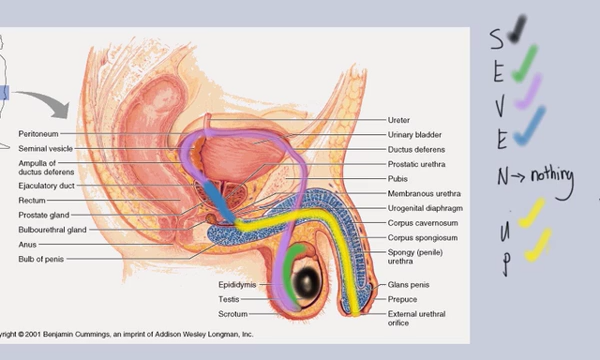 Peritoneum
Seminal vesicle
Ampulla of
ductus deferens
Ejaculatory duct
Rectum
Prostate gland
Bulbourethral gland
Anus
Bulb of penis
Epididymis
Testis
Scrotum
Ureter
Urinary bladder
Ductus deferens
Prostatic urethra
Pubis
Membranous urethra
Urogenital diaphragm
Corpus cavernosum
Corpus spongiosum
Spongy (penile)
urethra
Glans penis
Prepuce
External urethral
orifice
yright © 2001 Benjamin Cummings, an imprint of Addison Wesley Longman, Inc.
S
E
V
E
N → nothing
U
P